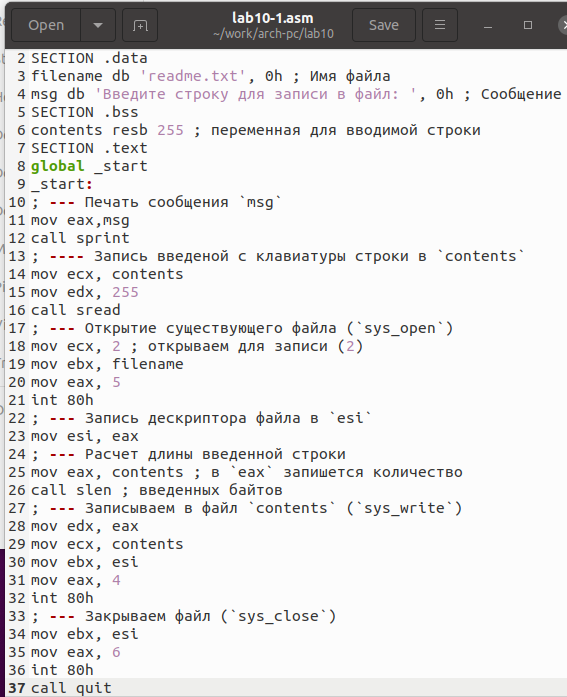 Open
lab10-1.asm
~/work/arch-pc/lab10
Save
2 SECTION .data
3 filename db 'readme.txt', 0h ; Имя файла
4 msg db 'Введите строку для записи в файл: ', 0h ; Сообщение
5 SECTION .bss
6 contents resb 255 ; переменная для вводимой строки
7 SECTION .text
8 global _start
9 _start:
10 ; --- Печать сообщения `msg`
11 mov eax,msg
12 call sprint
13 ; ---- Запись введеной с клавиатуры строки в `contents`
14 mov ecx, contents
15 mov edx, 255
16 call sread
17 ; --- Открытие существующего файла (`sys_open`)
18 mov ecx, 2 ; открываем для записи (2)
19 mov ebx, filename
20 mov eax, 5
21 int 80h
22 ; --- Запись дескриптора файла в `esi`
23 mov esi, eax
24 ; --- Расчет длины введенной строки
25 mov eax, contents ; в `eax` запишется количество
26 call slen ; введенных байтов
27 ; --- Записываем в файл `contents` (`sys_write`)
28 mov edx, eax
29 mov ecx, contents
30 mov ebx, esi
31 mov eax, 4
32 int 80h
33 ; --- Закрываем файл (`sys_close`)
34 mov ebx, esi
35 mov eax, 6
36 int 80h
37 call quit